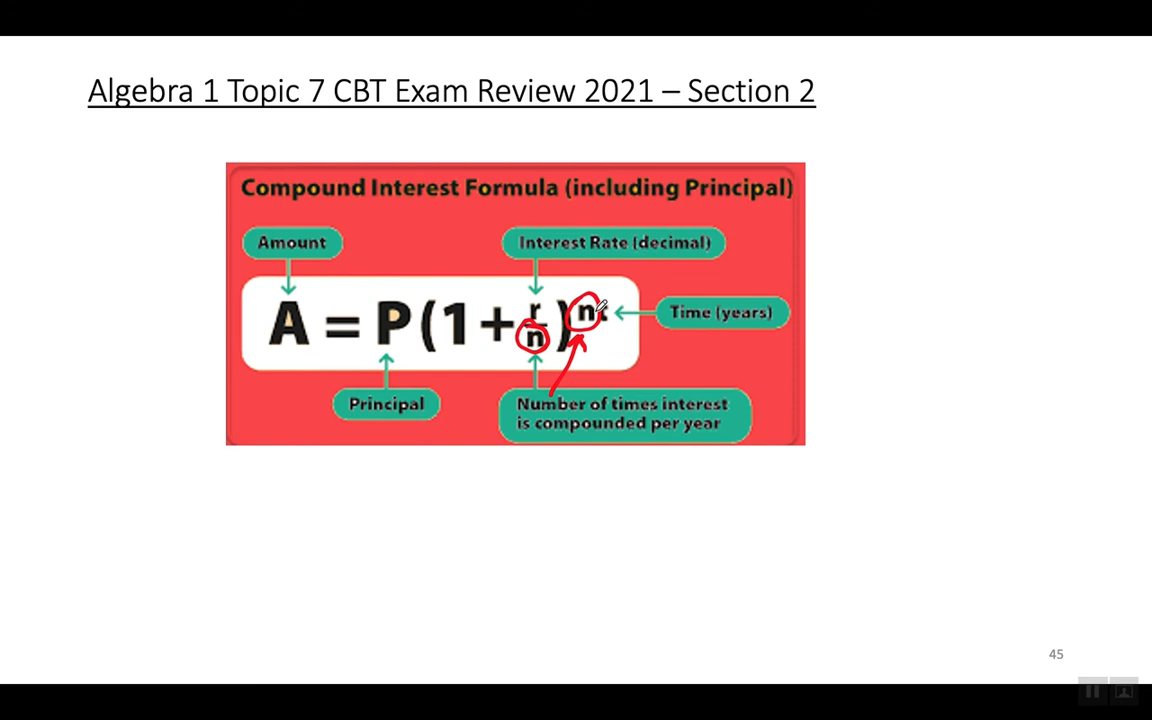 Algebra 1 Topic 7 CBT Exam Review 2021 – Section 2
Compound Interest Formula (including Principal)
Amount
Interest Rate (decimal)
A = P(1 + r/n)^nt
Time (years)
Principal
Number of times interest
is compounded per year
45